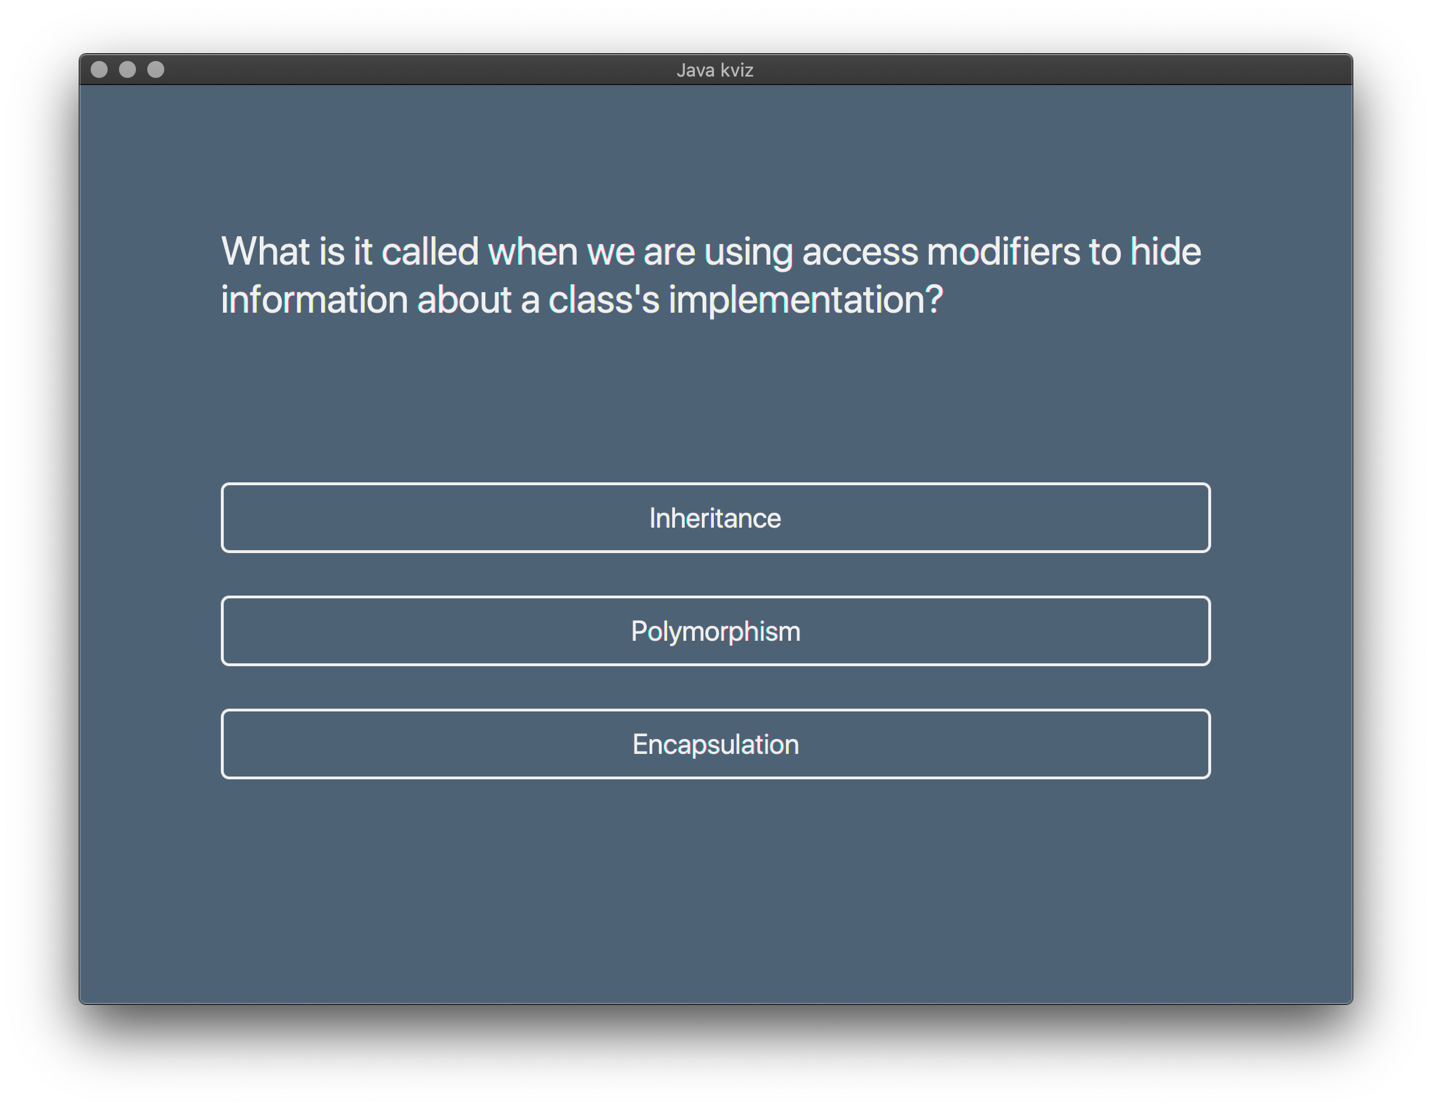 Java kviz
What is it called when we are using access modifiers to hide
information about a class's implementation?
Inheritance
Polymorphism
Encapsulation